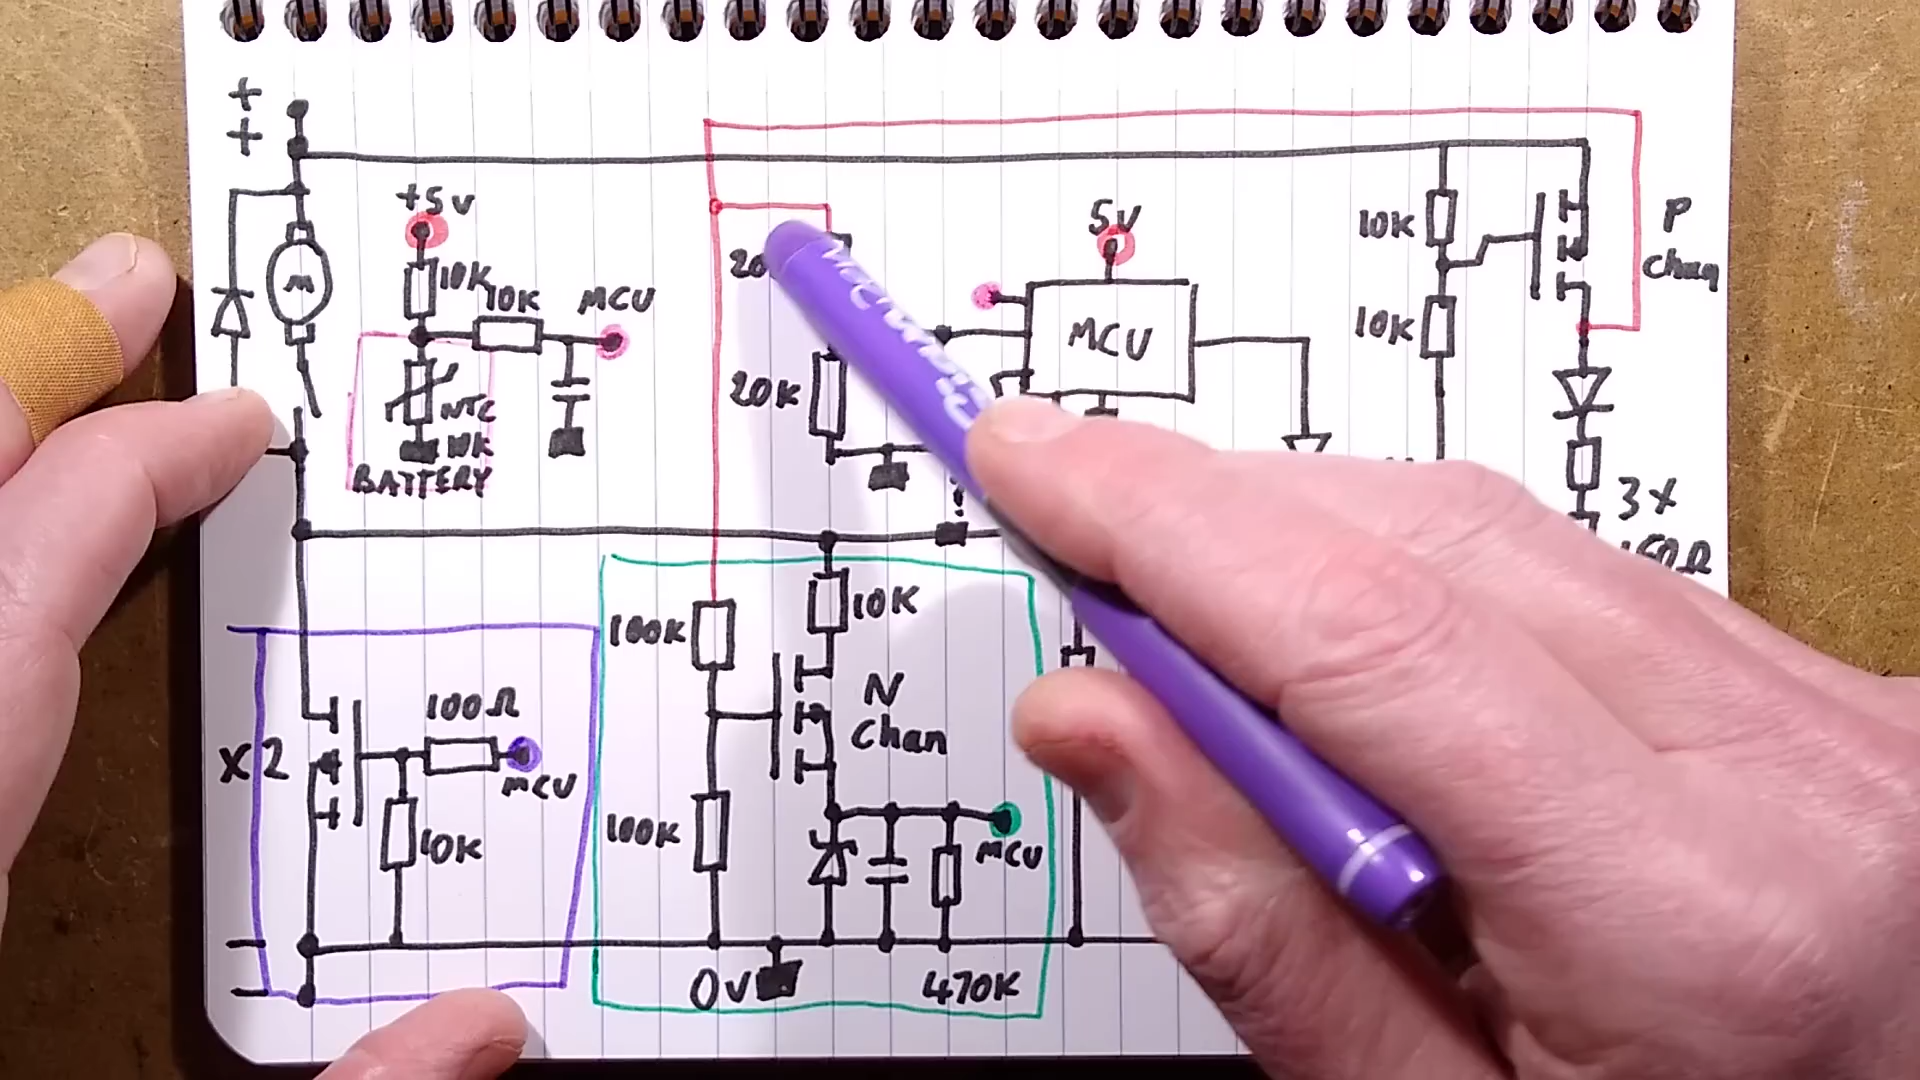 +
+
+5V
10K
10K
MCU
NTC
10K
BATTERY
M
20K
5V
MCU
10K
10K
P
chan
3x
150Ω
100K
10K
N
chan
100K
MCU
470K
0V
x2
100Ω
MCU
10K